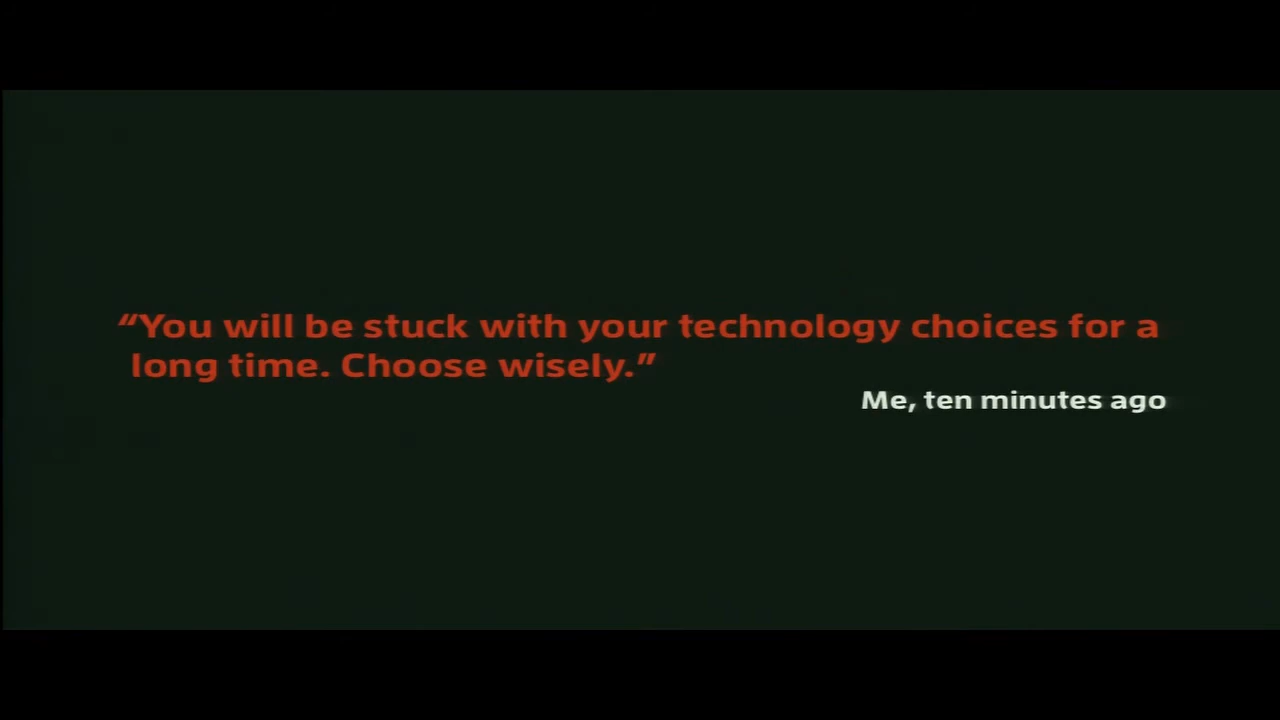 “You will be stuck with your technology choices for a
long time. Choose wisely.”
Me, ten minutes ago